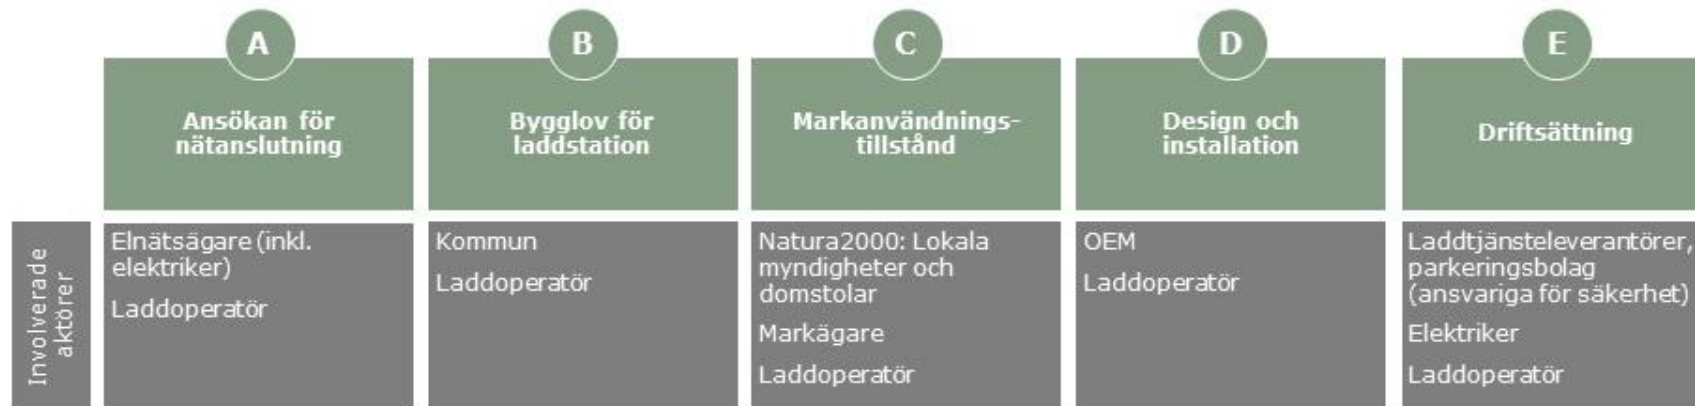 A
B
C
D
E
Ansökan för
nätanslutning
Bygglov för
laddstation
Markanvändnings-
tillstånd
Design och
installation
Driftsättning
Involverade
aktörer
Elnätsägare (inkl.
elektriker)
Laddoperatör
Kommun
Laddoperatör
Natura2000: Lokala
myndigheter och
domstolar
Markägare
Laddoperatör
OEM
Laddoperatör
Laddtjänsteleverantörer,
parkeringsbolag
(ansvariga för säkerhet)
Elektriker
Laddoperatör